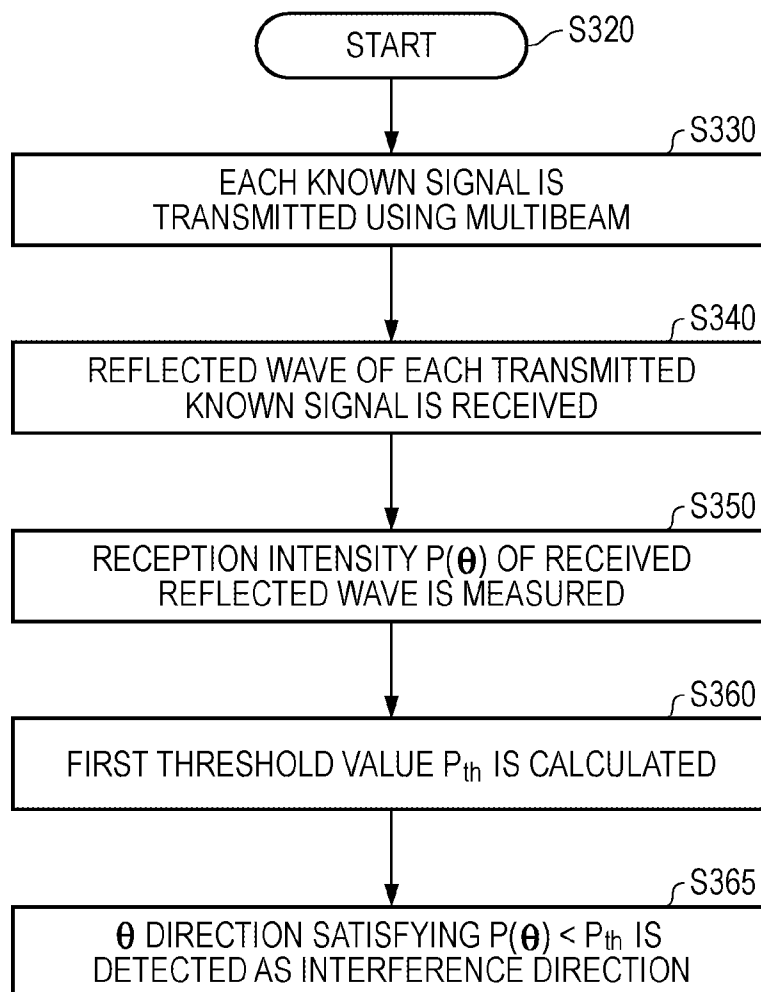 START
S320
S330
EACH KNOWN SIGNAL IS
TRANSMITTED USING MULTIBEAM
S340
REFLECTED WAVE OF EACH TRANSMITTED
KNOWN SIGNAL IS RECEIVED
S350
RECEPTION INTENSITY P(θ) OF RECEIVED
REFLECTED WAVE IS MEASURED
S360
FIRST THRESHOLD VALUE Pth IS CALCULATED
S365
θ DIRECTION SATISFYING P(θ) < Pth IS
DETECTED AS INTERFERENCE DIRECTION